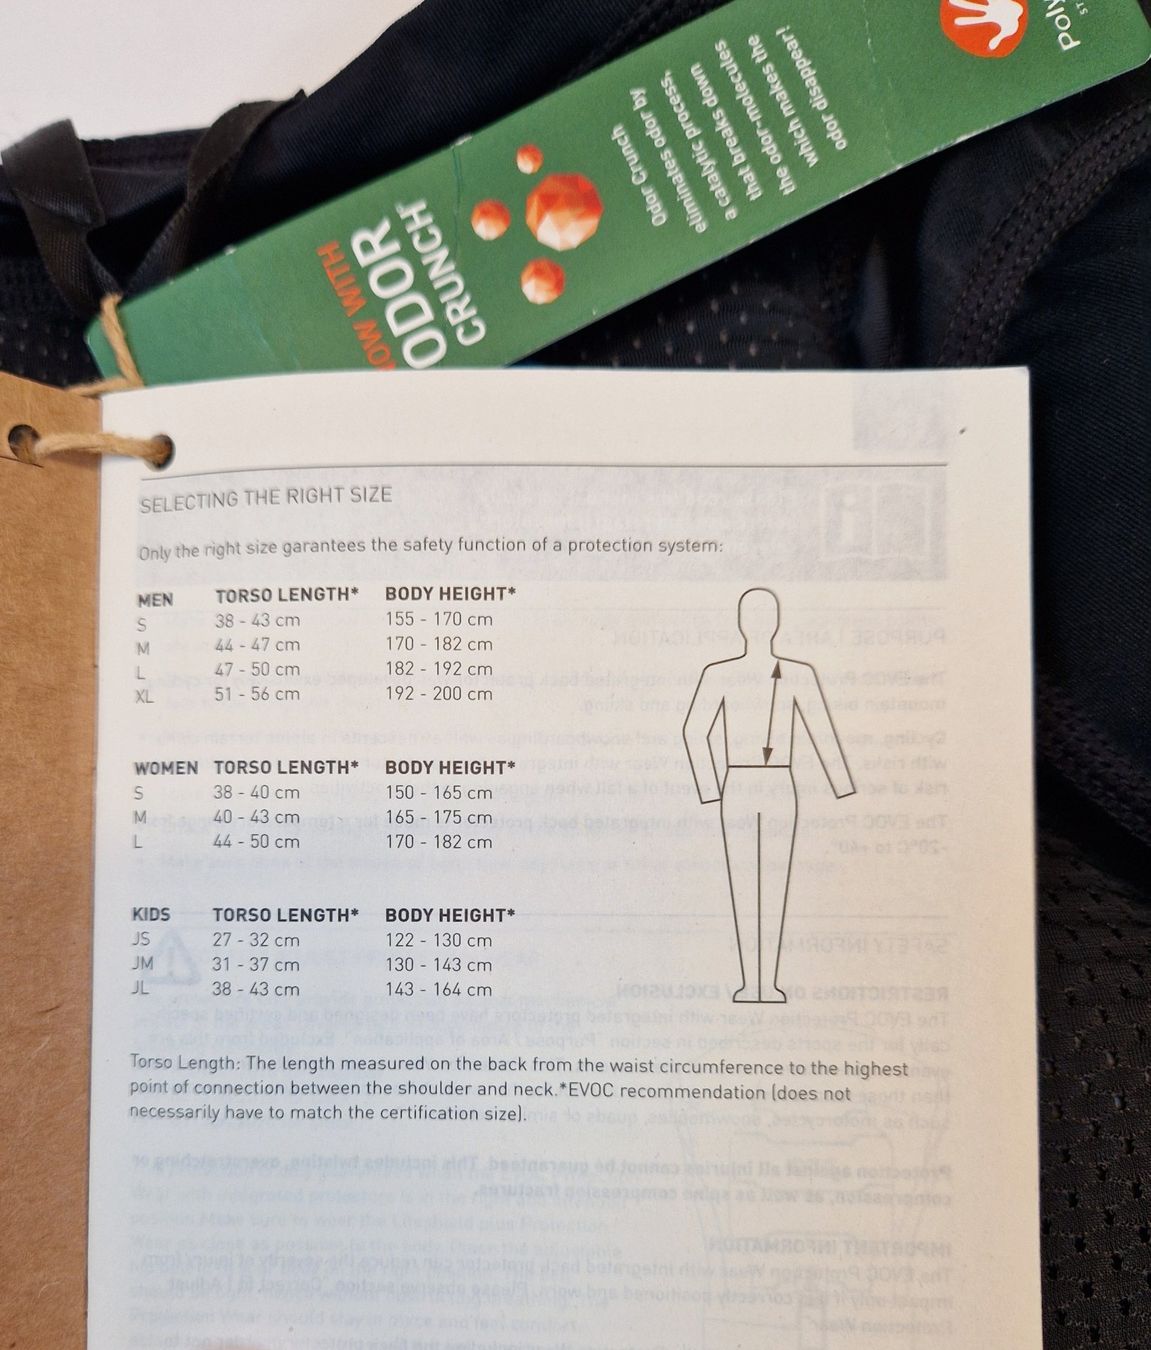 NOW WITH
ODOR
CRUNCH
Odor Crunch
eliminates odor by
a catalytic process,
that breaks down
the odor-molecules
which makes the
odor disappear!
SELECTING THE RIGHT SIZE
Only the right size garantees the safety function of a protection system:
MEN TORSO LENGTH* BODY HEIGHT*
S 38 - 43 cm 155 - 170 cm
M 44 - 47 cm 170 - 182 cm
L 47 - 50 cm 182 - 192 cm
XL 51 - 56 cm 192 - 200 cm
WOMEN TORSO LENGTH* BODY HEIGHT*
S 38 - 40 cm 150 - 165 cm
M 40 - 43 cm 165 - 175 cm
L 44 - 50 cm 170 - 182 cm
KIDS TORSO LENGTH* BODY HEIGHT*
JS 27 - 32 cm 122 - 130 cm
JM 31 - 37 cm 130 - 143 cm
JL 38 - 43 cm 143 - 164 cm
Torso Length: The length measured on the back from the waist circumference to the highest
point of connection between the shoulder and neck.*EVOC recommendation (does not
necessarily have to match the certification size).